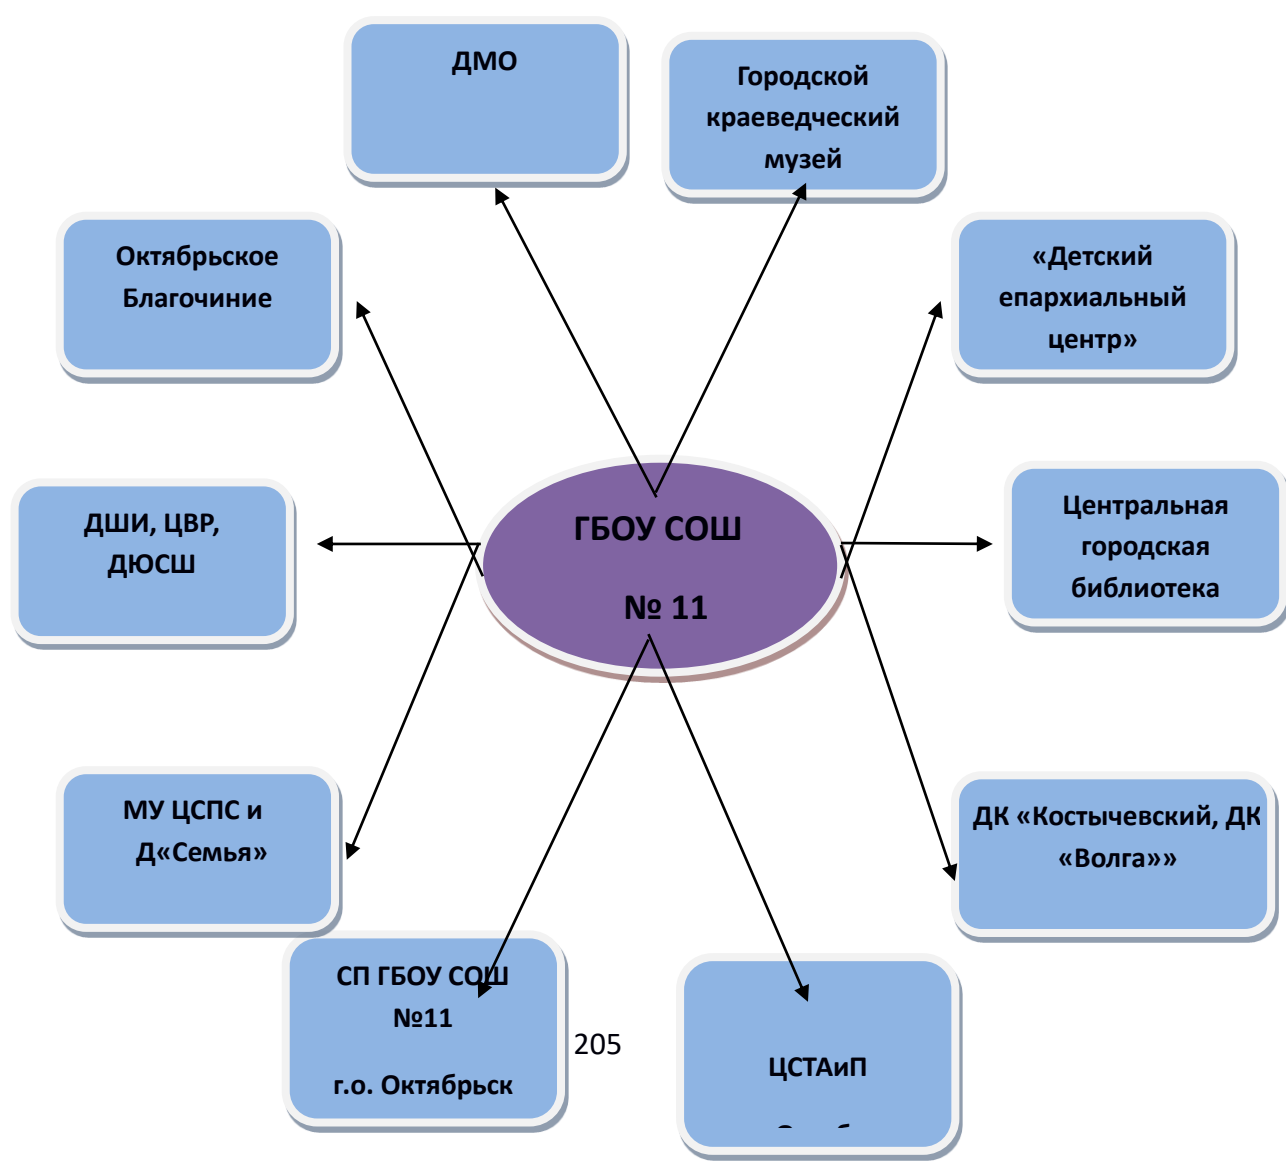 ДМО
Городской
краеведческий
музей
Октябрьское
Благочиние
«Детский
епархиальный
центр»
ДШИ, ЦВР,
ДЮСШ
ГБОУ СОШ
№ 11
Центральная
городская
библиотека
МУ ЦСПС и
Д«Семья»
ДК «Костычевский, ДК
«Волга»»
СП ГБОУ СОШ
№11
г.о. Октябрьск
205
ЦСТАиП